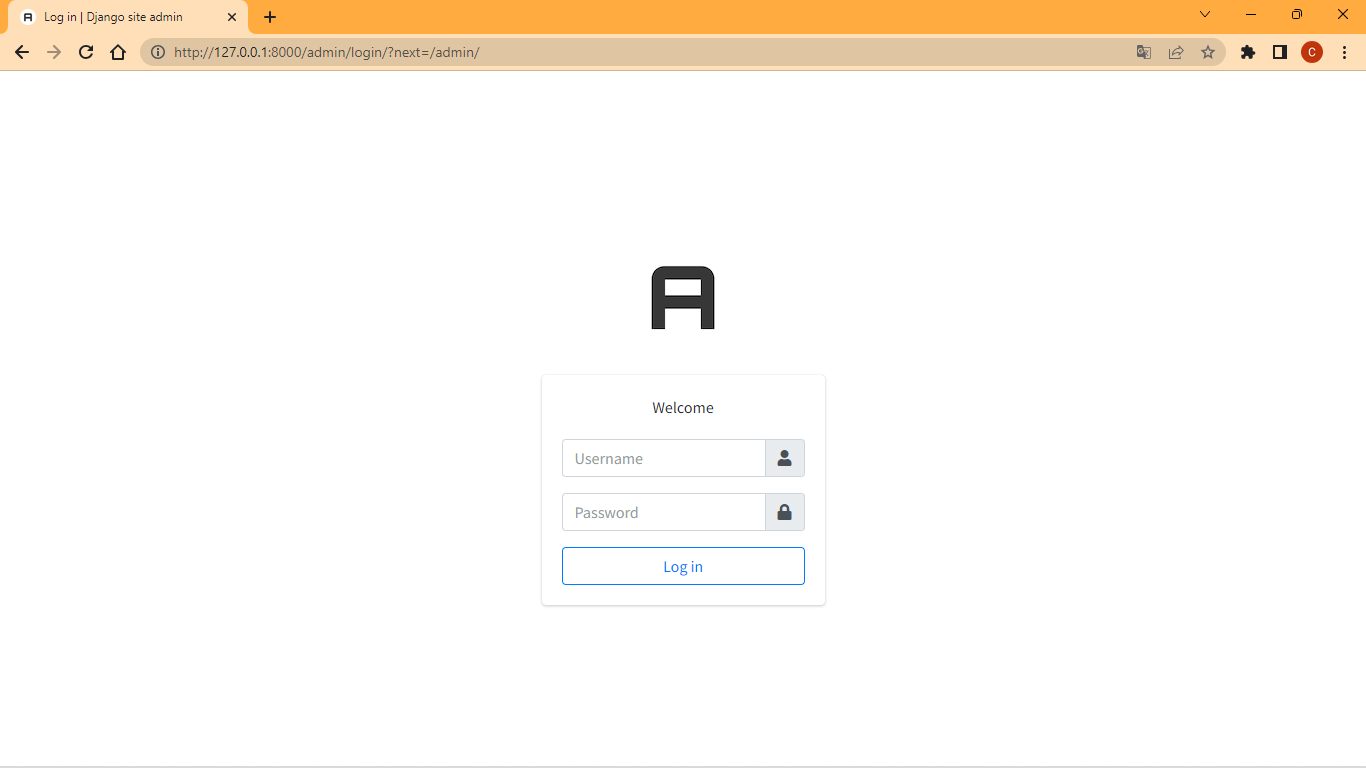 Log in | Django site admin
http://127.0.0.1:8000/admin/login/?next=/admin/
C
A
Welcome
Username
Password
Log in